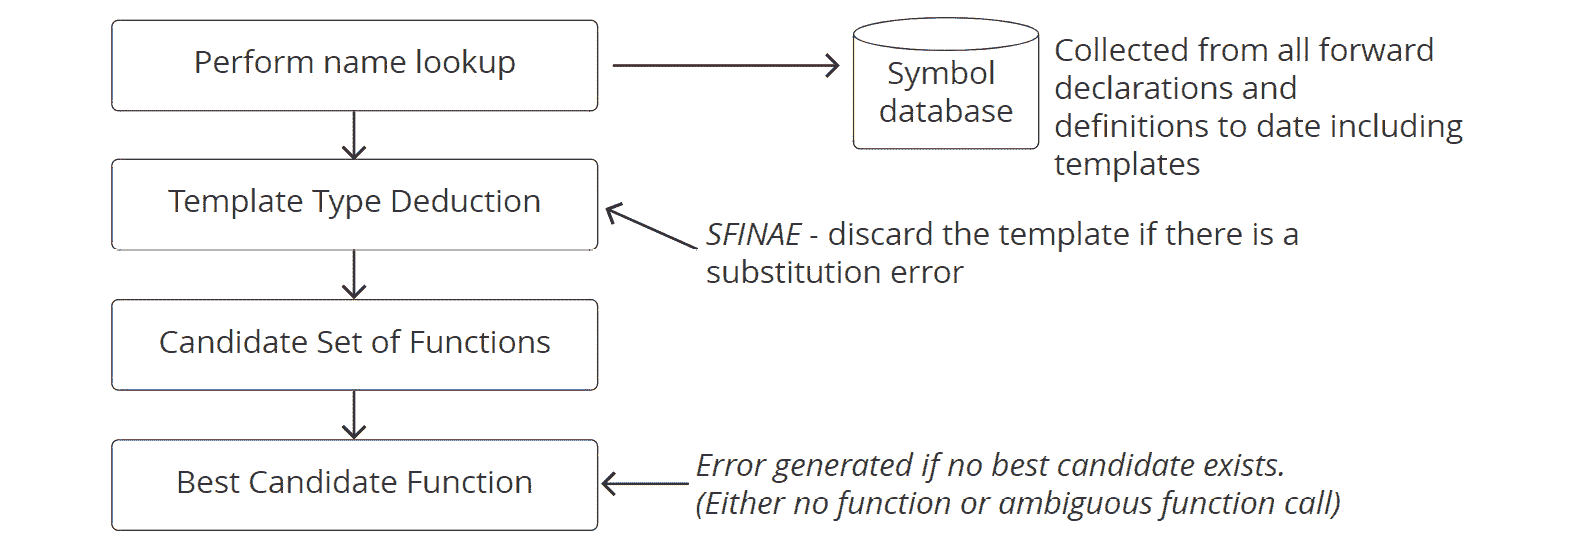 Perform name lookup
Symbol
database
Collected from all forward
declarations and
definitions to date including
templates
Template Type Deduction
SFINAE - discard the template if there is a
substitution error
Candidate Set of Functions
Best Candidate Function
Error generated if no best candidate exists.
(Either no function or ambiguous function call)